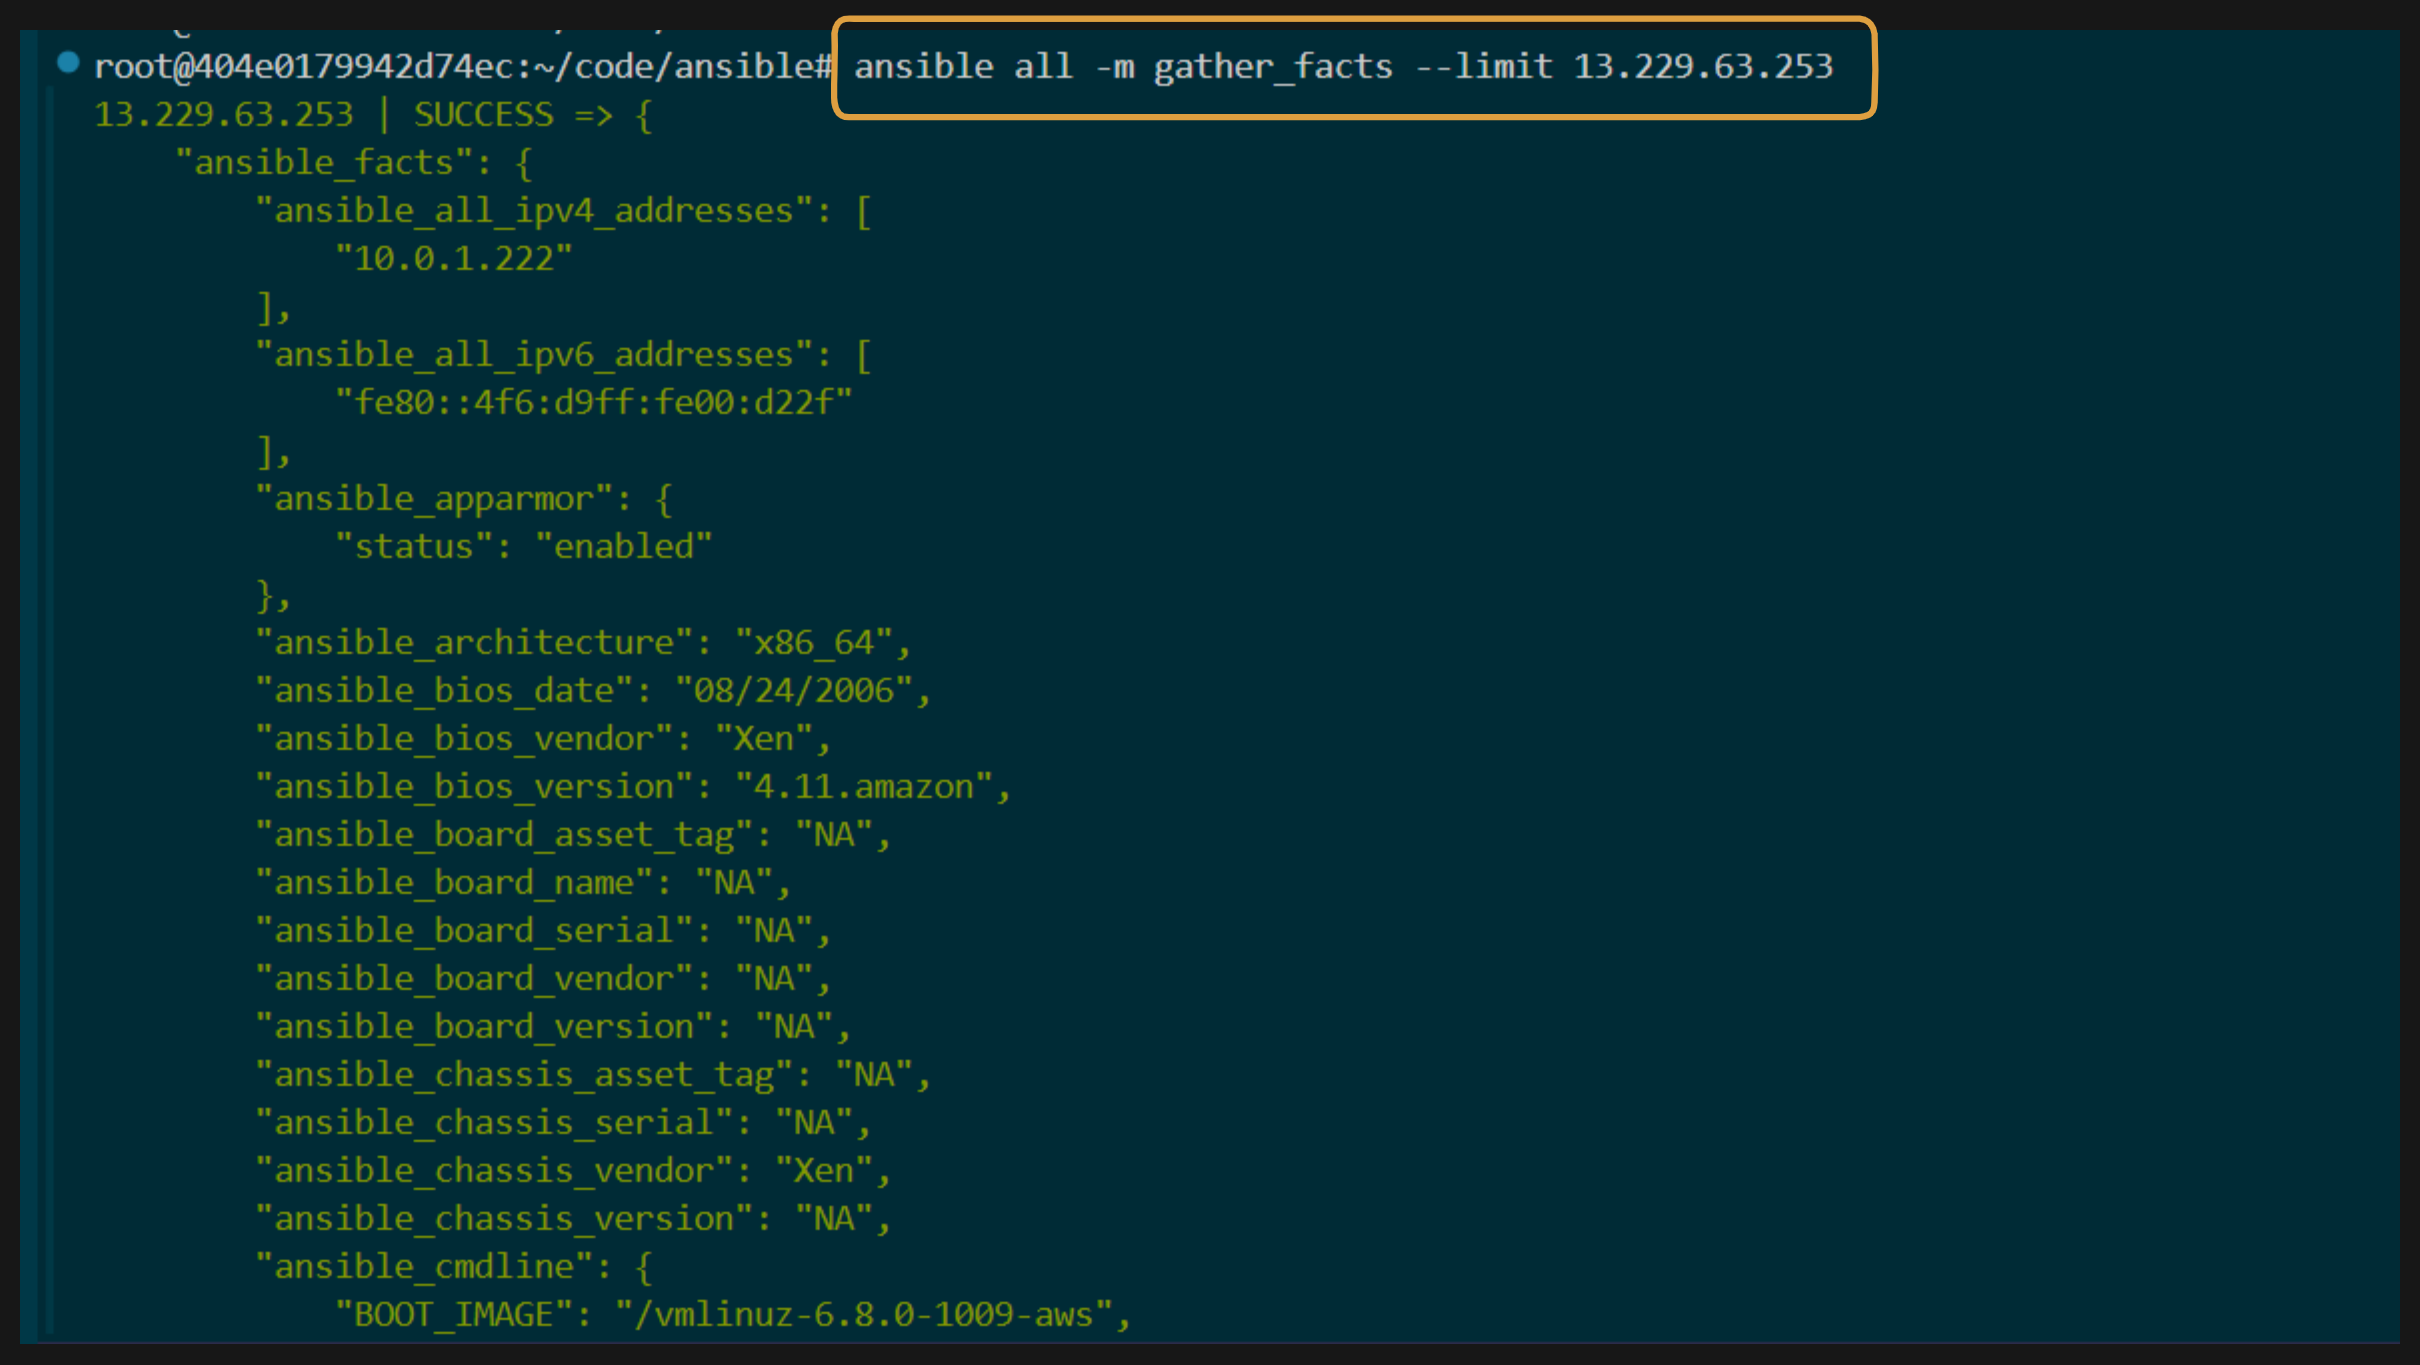 root@404e0179942d74ec:~/code/ansible# ansible all -m gather_facts --limit 13.229.63.253
13.229.63.253 | SUCCESS => {
    "ansible_facts": {
        "ansible_all_ipv4_addresses": [
            "10.0.1.222"
        ],
        "ansible_all_ipv6_addresses": [
            "fe80::4f6:d9ff:fe00:d22f"
        ],
        "ansible_apparmor": {
            "status": "enabled"
        },
        "ansible_architecture": "x86_64",
        "ansible_bios_date": "08/24/2006",
        "ansible_bios_vendor": "Xen",
        "ansible_bios_version": "4.11.amazon",
        "ansible_board_asset_tag": "NA",
        "ansible_board_name": "NA",
        "ansible_board_serial": "NA",
        "ansible_board_vendor": "NA",
        "ansible_board_version": "NA",
        "ansible_chassis_asset_tag": "NA",
        "ansible_chassis_serial": "NA",
        "ansible_chassis_vendor": "Xen",
        "ansible_chassis_version": "NA",
        "ansible_cmdline": {
            "BOOT_IMAGE": "/vmlinuz-6.8.0-1009-aws",